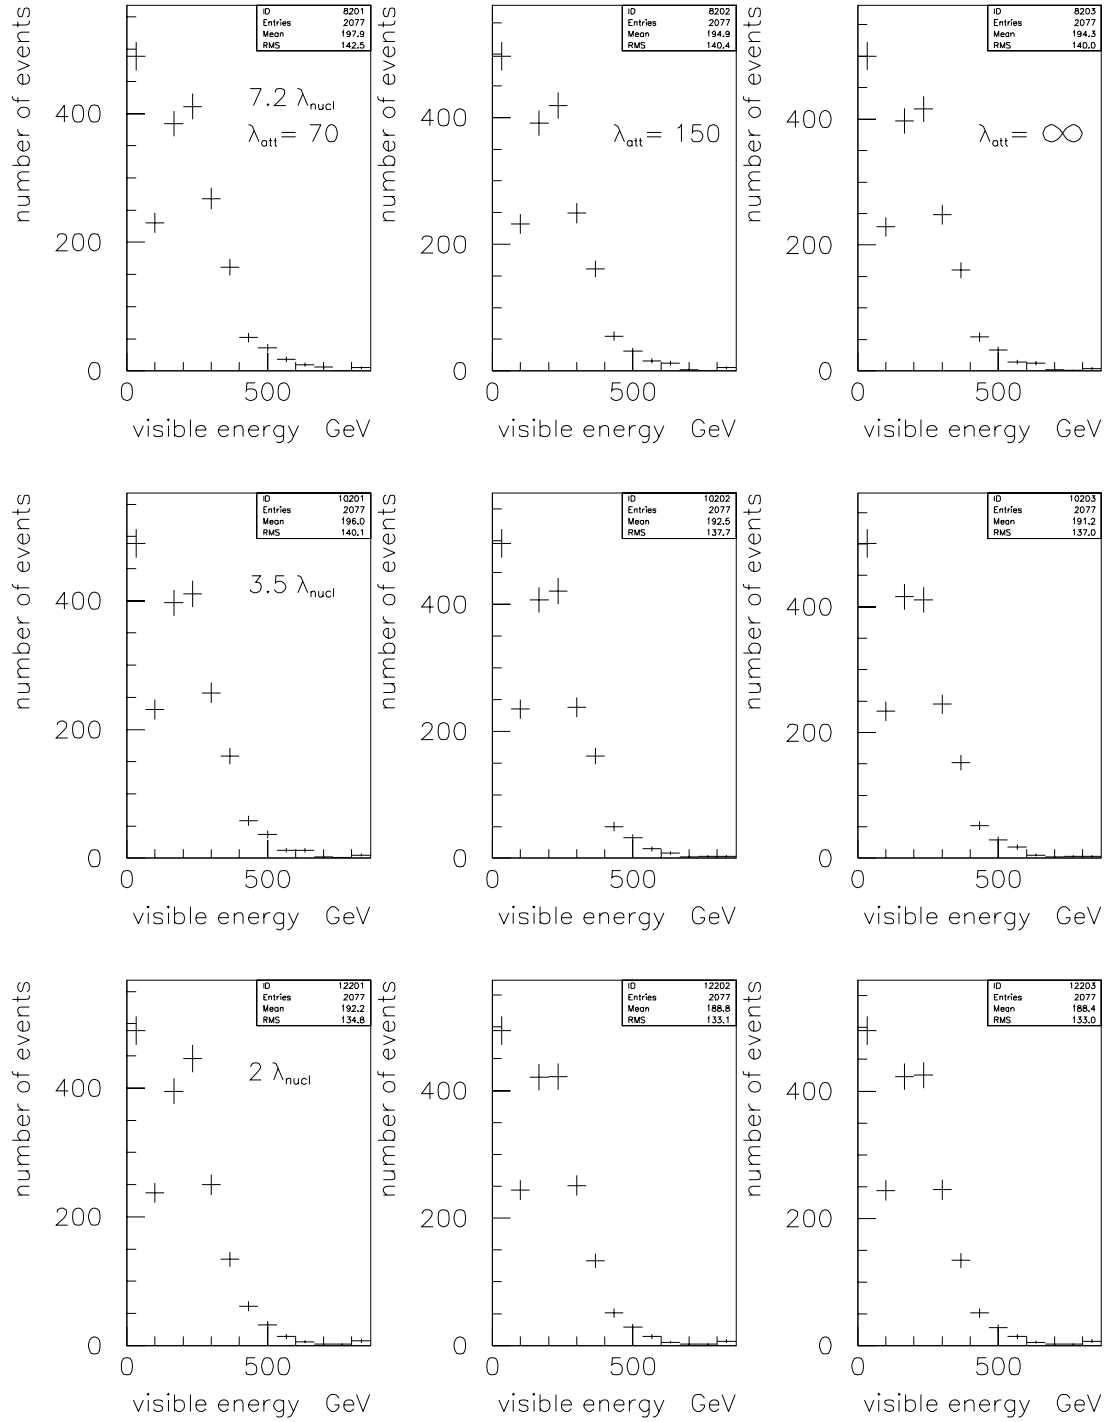 number of events
ID 8201
Entries 2077
Mean 197.9
RMS 142.5
7.2 λnucl
λatt= 70
400
200
0
0 500
visible energy GeV
number of events
ID 8202
Entries 2077
Mean 194.9
RMS 140.4
λatt= 150
400
200
0
0 500
visible energy GeV
number of events
ID 8203
Entries 2077
Mean 194.3
RMS 140.0
λatt= ∞
400
200
0
0 500
visible energy GeV
number of events
ID 10201
Entries 2077
Mean 196.0
RMS 140.1
3.5 λnucl
400
200
0
0 500
visible energy GeV
number of events
ID 10202
Entries 2077
Mean 192.5
RMS 137.7
400
200
0
0 500
visible energy GeV
number of events
ID 10203
Entries 2077
Mean 191.2
RMS 137.0
400
200
0
0 500
visible energy GeV
number of events
ID 12201
Entries 2077
Mean 192.2
RMS 134.8
2 λnucl
400
200
0
0 500
visible energy GeV
number of events
ID 12202
Entries 2077
Mean 188.8
RMS 133.1
400
200
0
0 500
visible energy GeV
number of events
ID 12203
Entries 2077
Mean 188.4
RMS 133.0
400
200
0
0 500
visible energy GeV